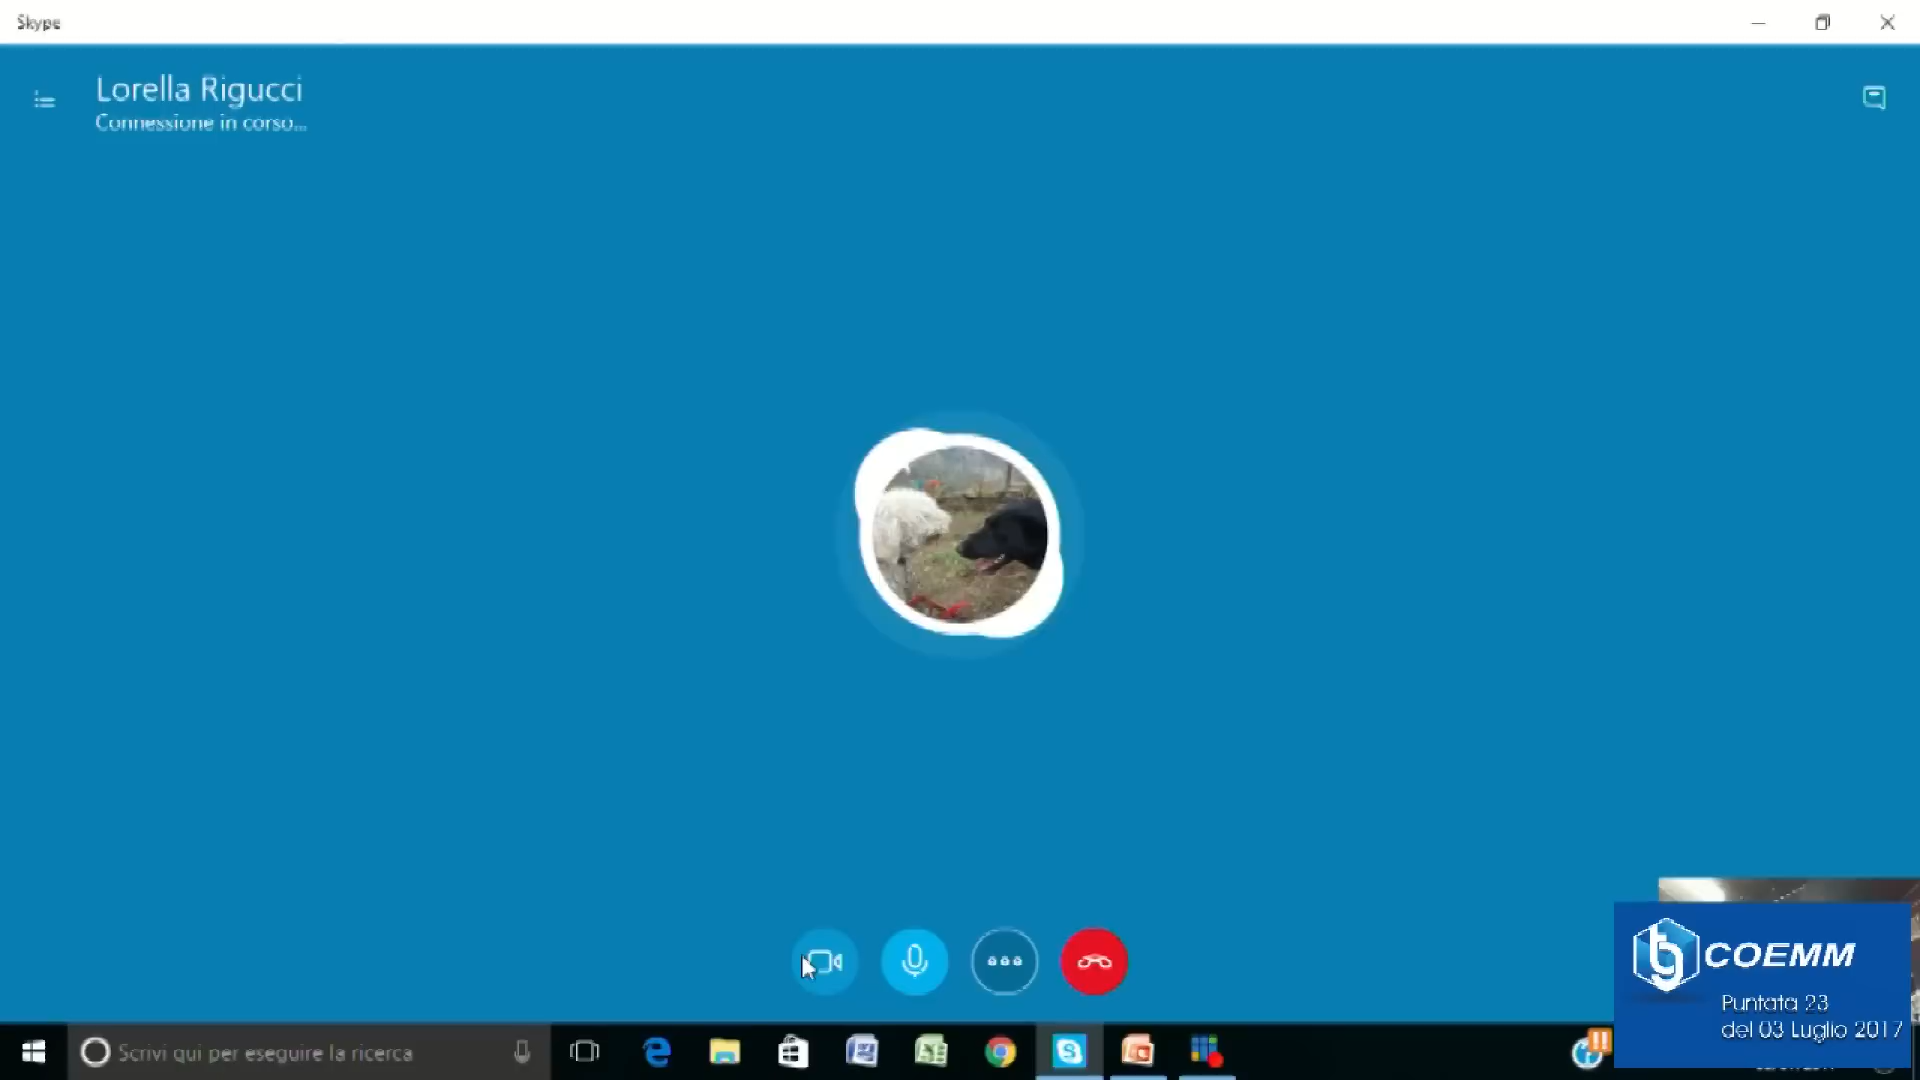 Skype
Lorella Rigucci
Connessione in corso...
COEMM
Puntata 23
del 03 Luglio 2017
Scrivi qui per eseguire la ricerca